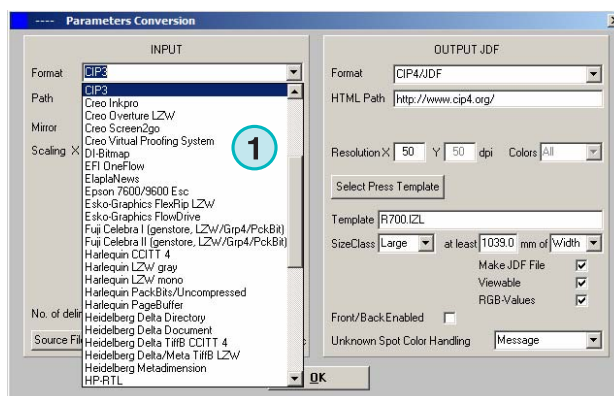 ---- Parameters Conversion
INPUT
Format CIP3
Path
Mirror
Scaling X
CIP3
Creo Inkpro
Creo Overture LZW
Creo Screen2go
Creo Virtual Proofing System
DI-Bitmap
EFI OneFlow
ElaplaNews
Epson 7600/9600 Esc
Esko-Graphics FlexRip LZW
Esko-Graphics FlowDrive
Fuji Celebra I (genstore, LZW/Grp4/PckBit)
Fuji Celebra II (genstore, LZW/Grp4/PckBit)
Harlequin CCITT 4
Harlequin LZW gray
Harlequin LZW mono
Harlequin PackBits/Uncompressed
Harlequin PageBuffer
Heidelberg Delta Directory
Heidelberg Delta Document
Heidelberg Delta TiffB CCITT 4
Heidelberg Delta/Meta TiffB LZW
Heidelberg Metadimension
HP-RTL
1
No. of
Source
OUTPUT JDF
Format CIP4/JDF
HTML Path http://www.cip4.org/
Resolution X 50 Y 50 dpi Colors All
Select Press Template
Template R700.IZL
SizeClass Large at least 1039.0 mm of Width
Make JDF File
Viewable
RGB-Values
Front/Back Enabled
Unknown Spot Color Handling Message
OK